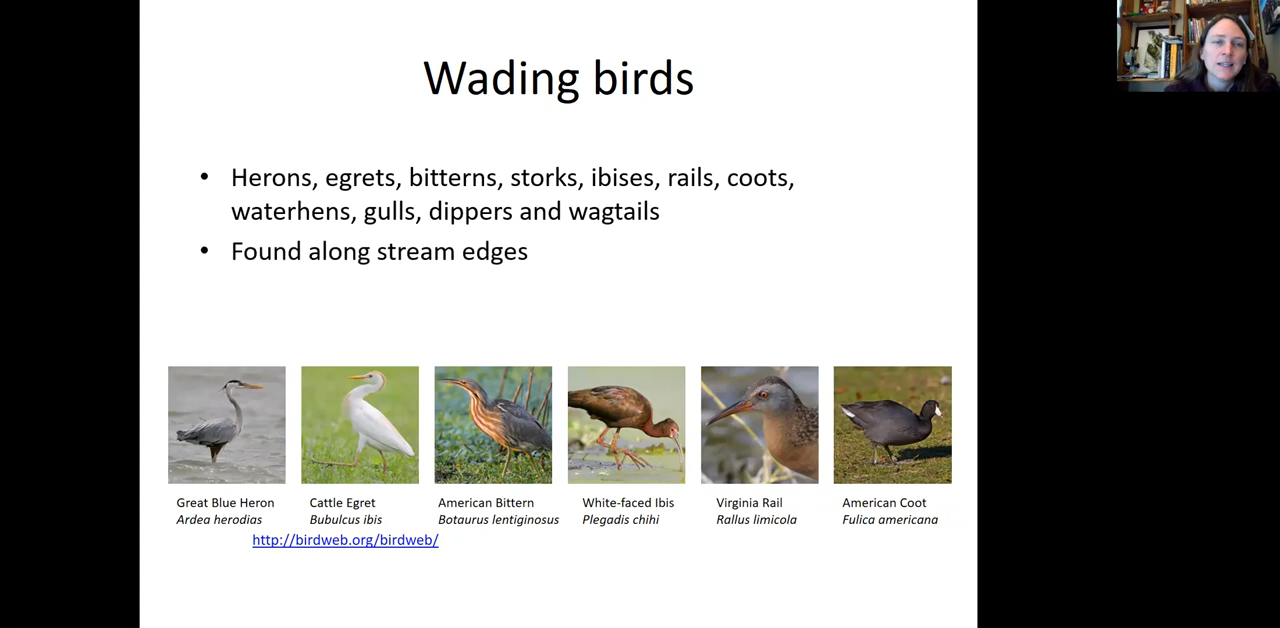 Wading birds
• Herons, egrets, bitterns, storks, ibises, rails, coots,
waterhens, gulls, dippers and wagtails
• Found along stream edges
Great Blue Heron
Ardea herodias
Cattle Egret
Bubulcus ibis
American Bittern
Botaurus lentiginosus
White-faced Ibis
Plegadis chihi
Virginia Rail
Rallus limicola
American Coot
Fulica americana
http://birdweb.org/birdweb/